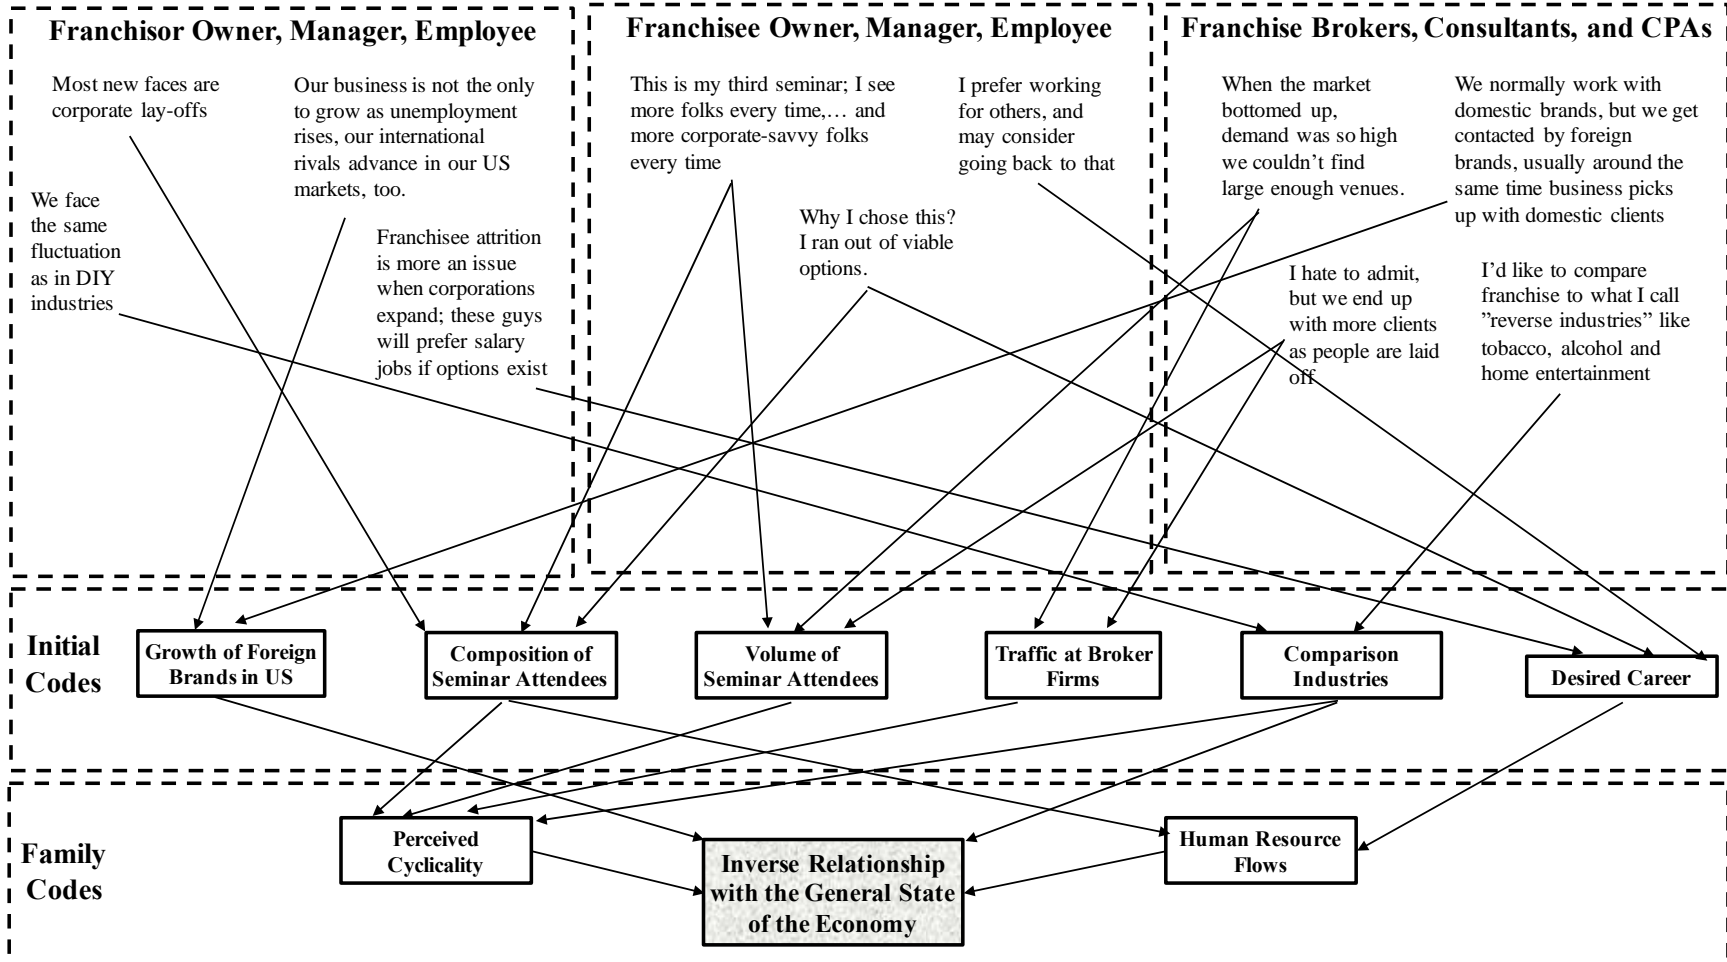 Franchisor Owner, Manager, Employee
Most new faces are
corporate lay-offs
Our business is not the only
to grow as unemployment
rises, our international
rivals advance in our US
markets, too.
We face
the same
fluctuation
as in DIY
industries
Franchisee attrition
is more an issue
when corporations
expand; these guys
will prefer salary
jobs if options exist
Franchisee Owner, Manager, Employee
This is my third seminar; I see
more folks every time,... and
more corporate-savvy folks
every time
I prefer working
for others, and
may consider
going back to that
Why I chose this?
I ran out of viable
options.
Franchise Brokers, Consultants, and CPAs
When the market
bottomed up,
demand was so high
we couldn't find
large enough venues.
We normally work with
domestic brands, but we get
contacted by foreign
brands, usually around the
same time business picks
up with domestic clients
I hate to admit,
but we end up
with more clients
as people are laid
off
I'd like to compare
franchise to what I call
"reverse industries" like
tobacco, alcohol and
home entertainment
Initial
Codes
Growth of Foreign
Brands in US
Composition of
Seminar Attendees
Volume of
Seminar Attendees
Traffic at Broker
Firms
Comparison
Industries
Desired Career
Family
Codes
Perceived
Cyclicality
Inverse Relationship
with the General State
of the Economy
Human Resource
Flows